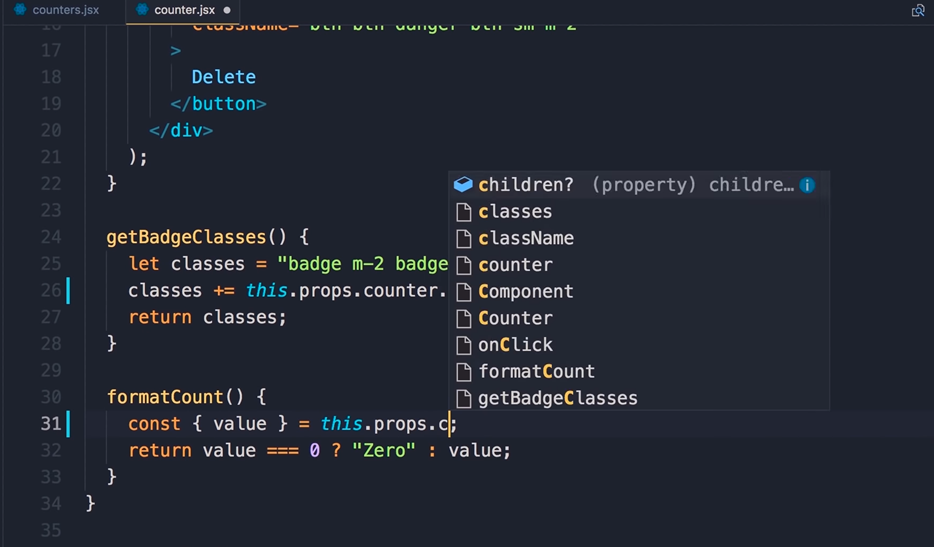 counters.jsx counter.jsx
16 className="btn btn-danger btn-sm m-2"
17 >
18 Delete
19 </button>
20 </div>
21 );
22 }
23
24 getBadgeClasses() {
25 let classes = "badge m-2 badge
26 classes += this.props.counter.
27 return classes;
28 }
29
30 formatCount() {
31 const { value } = this.props.c;
32 return value === 0 ? "Zero" : value;
33 }
34 }
35
children? (property) childre…
classes
className
counter
Component
Counter
onClick
formatCount
getBadgeClasses